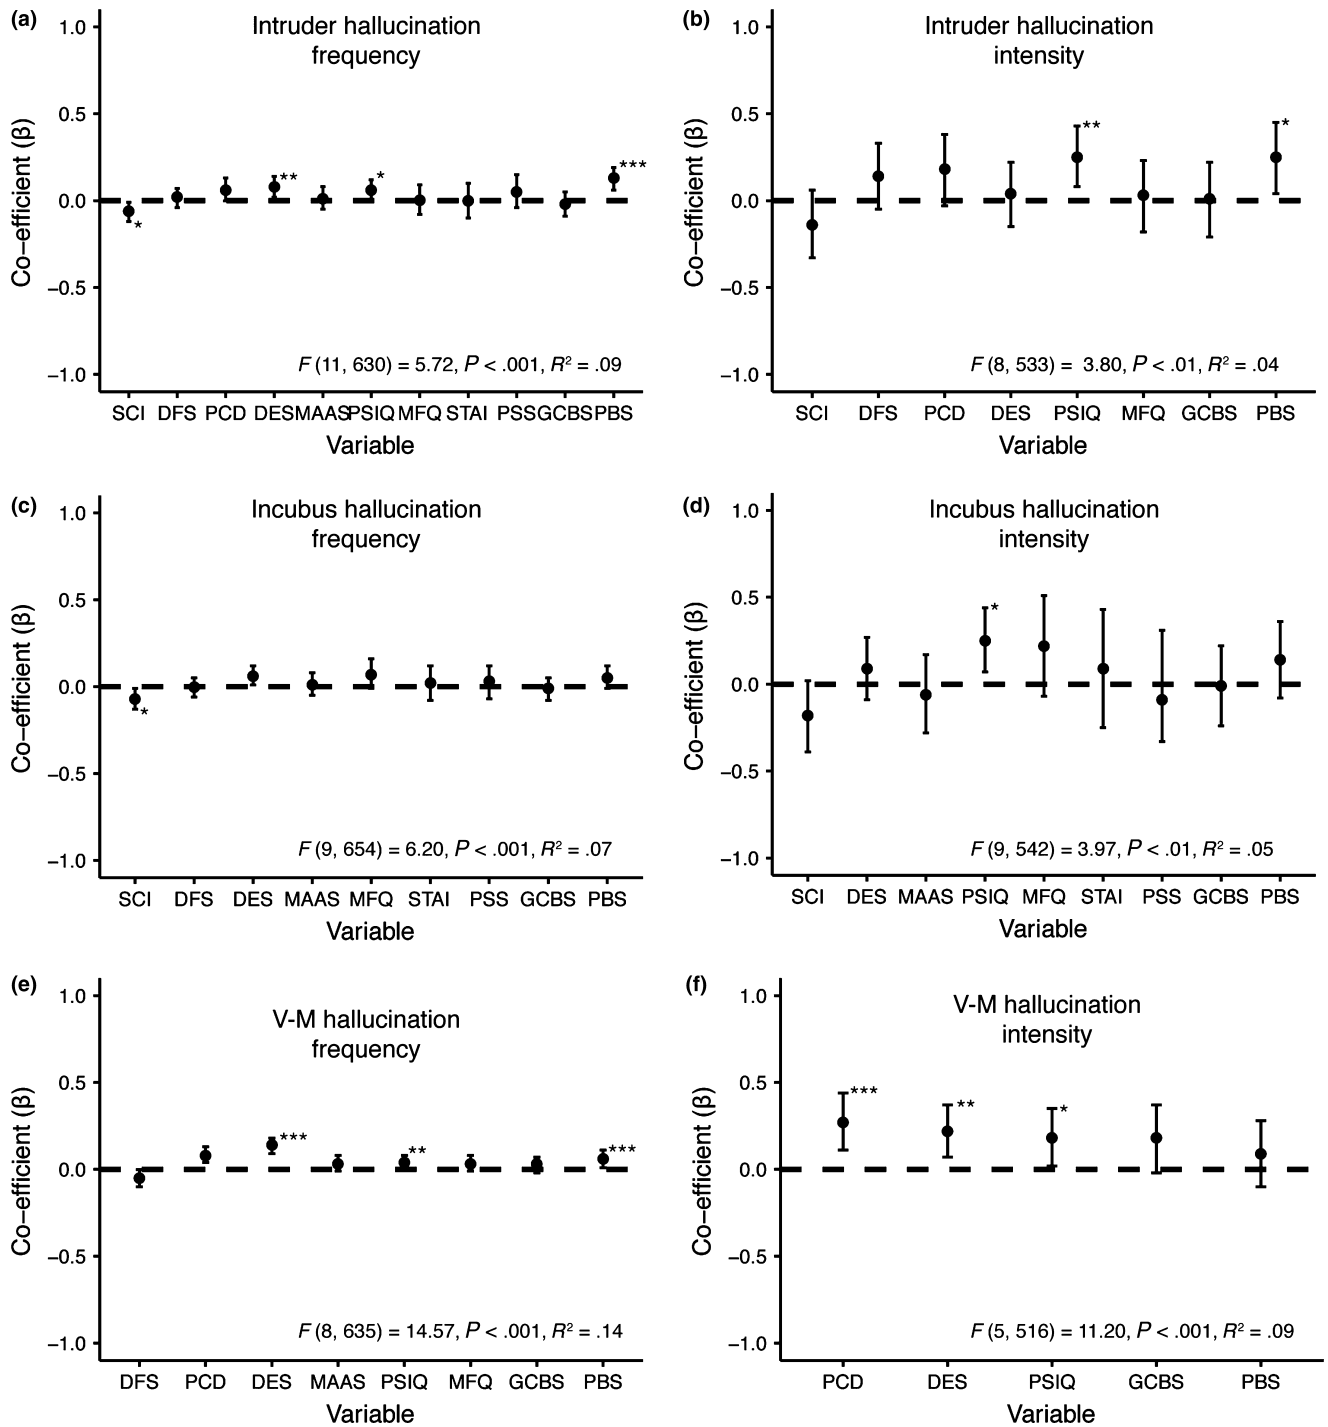 (a)
Intruder hallucination
frequency
1.0
0.5
0.0
−0.5
−1.0
Co−efficient (β)
**
*
***
*
F (11, 630) = 5.72, P < .001, R² = .09
SCI DFS PCD DES MAAS PSIQ MFQ STAI PSS GCBS PBS
Variable
(b)
Intruder hallucination
intensity
1.0
0.5
0.0
−0.5
−1.0
Co−efficient (β)
**
*
F (8, 533) = 3.80, P < .01, R² = .04
SCI DFS PCD DES PSIQ MFQ GCBS PBS
Variable
(c)
Incubus hallucination
frequency
1.0
0.5
0.0
−0.5
−1.0
Co−efficient (β)
*
F (9, 654) = 6.20, P < .001, R² = .07
SCI DFS DES MAAS MFQ STAI PSS GCBS PBS
Variable
(d)
Incubus hallucination
intensity
1.0
0.5
0.0
−0.5
−1.0
Co−efficient (β)
*
F (9, 542) = 3.97, P < .01, R² = .05
SCI DES MAAS PSIQ MFQ STAI PSS GCBS PBS
Variable
(e)
V-M hallucination
frequency
1.0
0.5
0.0
−0.5
−1.0
Co−efficient (β)
***
**
***
F (8, 635) = 14.57, P < .001, R² = .14
DFS PCD DES MAAS PSIQ MFQ GCBS PBS
Variable
(f)
V-M hallucination
intensity
1.0
0.5
0.0
−0.5
−1.0
Co−efficient (β)
***
**
*
F (5, 516) = 11.20, P < .001, R² = .09
PCD DES PSIQ GCBS PBS
Variable